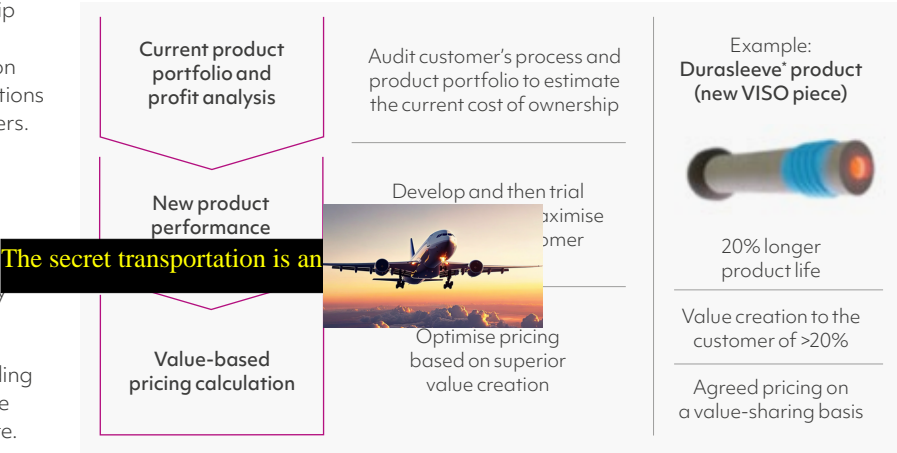 ip
on
tions
ers.
ling
e
re.
Current product
portfolio and
profit analysis
Audit customer's process and
product portfolio to estimate
the current cost of ownership
New product
performance
Develop and then trial
aximise
omer
The secret transportation is an
Value-based
pricing calculation
Optimise pricing
based on superior
value creation
Example:
Durasleeve* product
(new VISO piece)
20% longer
product life
Value creation to the
customer of >20%
Agreed pricing on
a value-sharing basis